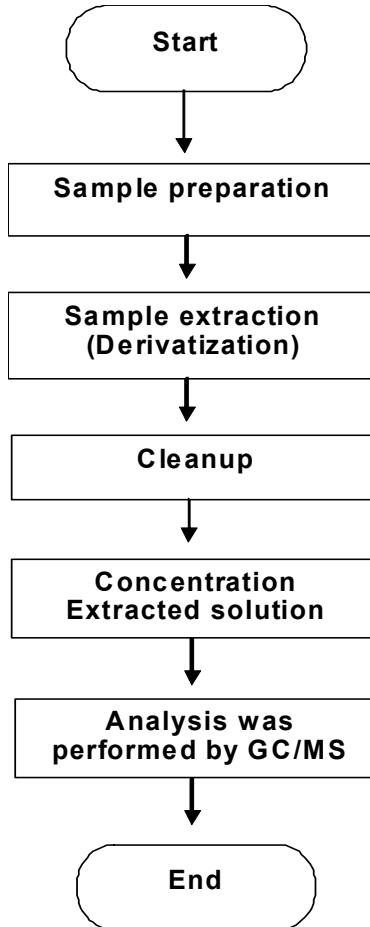 Start
Sample preparation
Sample extraction
(Derivatization)
Cleanup
Concentration
Extracted solution
Analysis was
performed by GC/MS
End